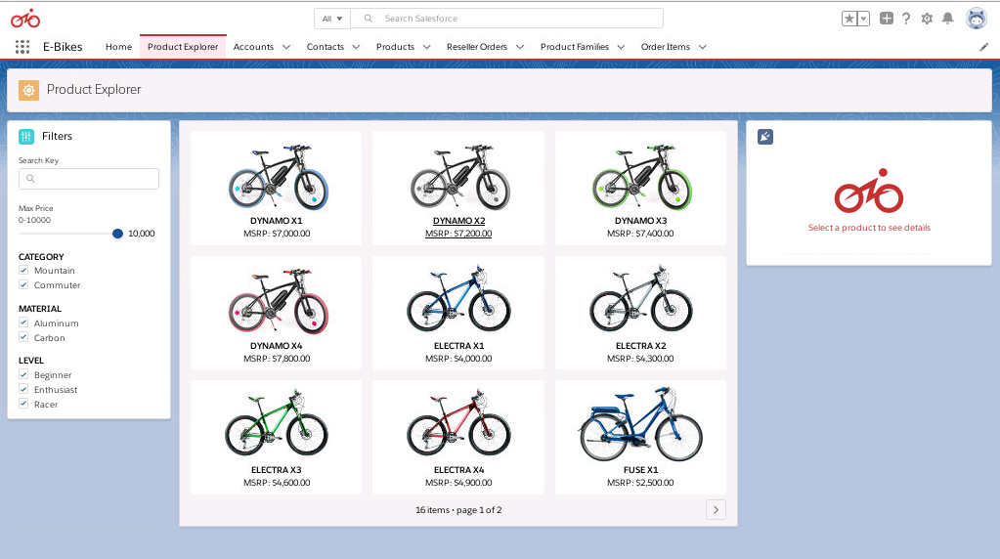 All
Search Salesforce
E-Bikes
Home
Product Explorer
Accounts
Contacts
Products
Reseller Orders
Product Families
Order Items
Product Explorer
Filters
Search Key
Max Price
0-10000
10,000
CATEGORY
Mountain
Commuter
MATERIAL
Aluminum
Carbon
LEVEL
Beginner
Enthusiast
Racer
DYNAMO X1
MSRP: $7,000.00
DYNAMO X2
MSRP: $7,200.00
DYNAMO X3
MSRP: $7,400.00
DYNAMO X4
MSRP: $7,800.00
ELECTRA X1
MSRP: $4,000.00
ELECTRA X2
MSRP: $4,300.00
ELECTRA X3
MSRP: $4,600.00
ELECTRA X4
MSRP: $4,900.00
FUSE X1
MSRP: $2,500.00
16 items • page 1 of 2
Select a product to see details